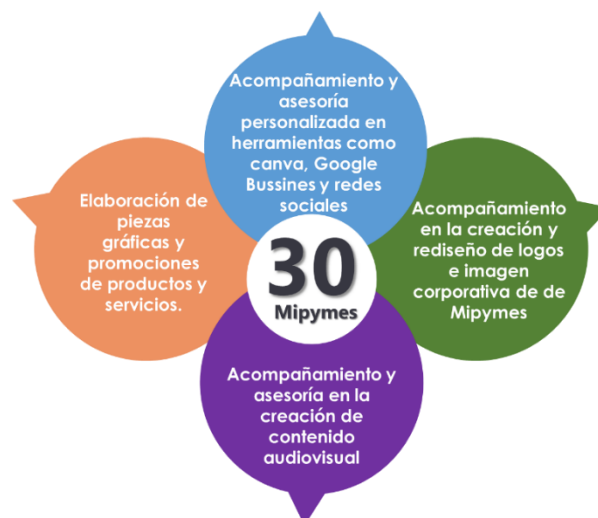 Acompañamiento y
asesoría
personalizada en
herramientas como
canva, Google
Bussines y redes
sociales
Elaboración de
piezas
gráficas y
promociones
de productos y
servicios.
30
Mipymes
Acompañamiento
en la creación y
rediseño de logos
e imagen
corporativa de de
Mipymes
Acompañamiento y
asesoría en la
creación de
contenido
audiovisual